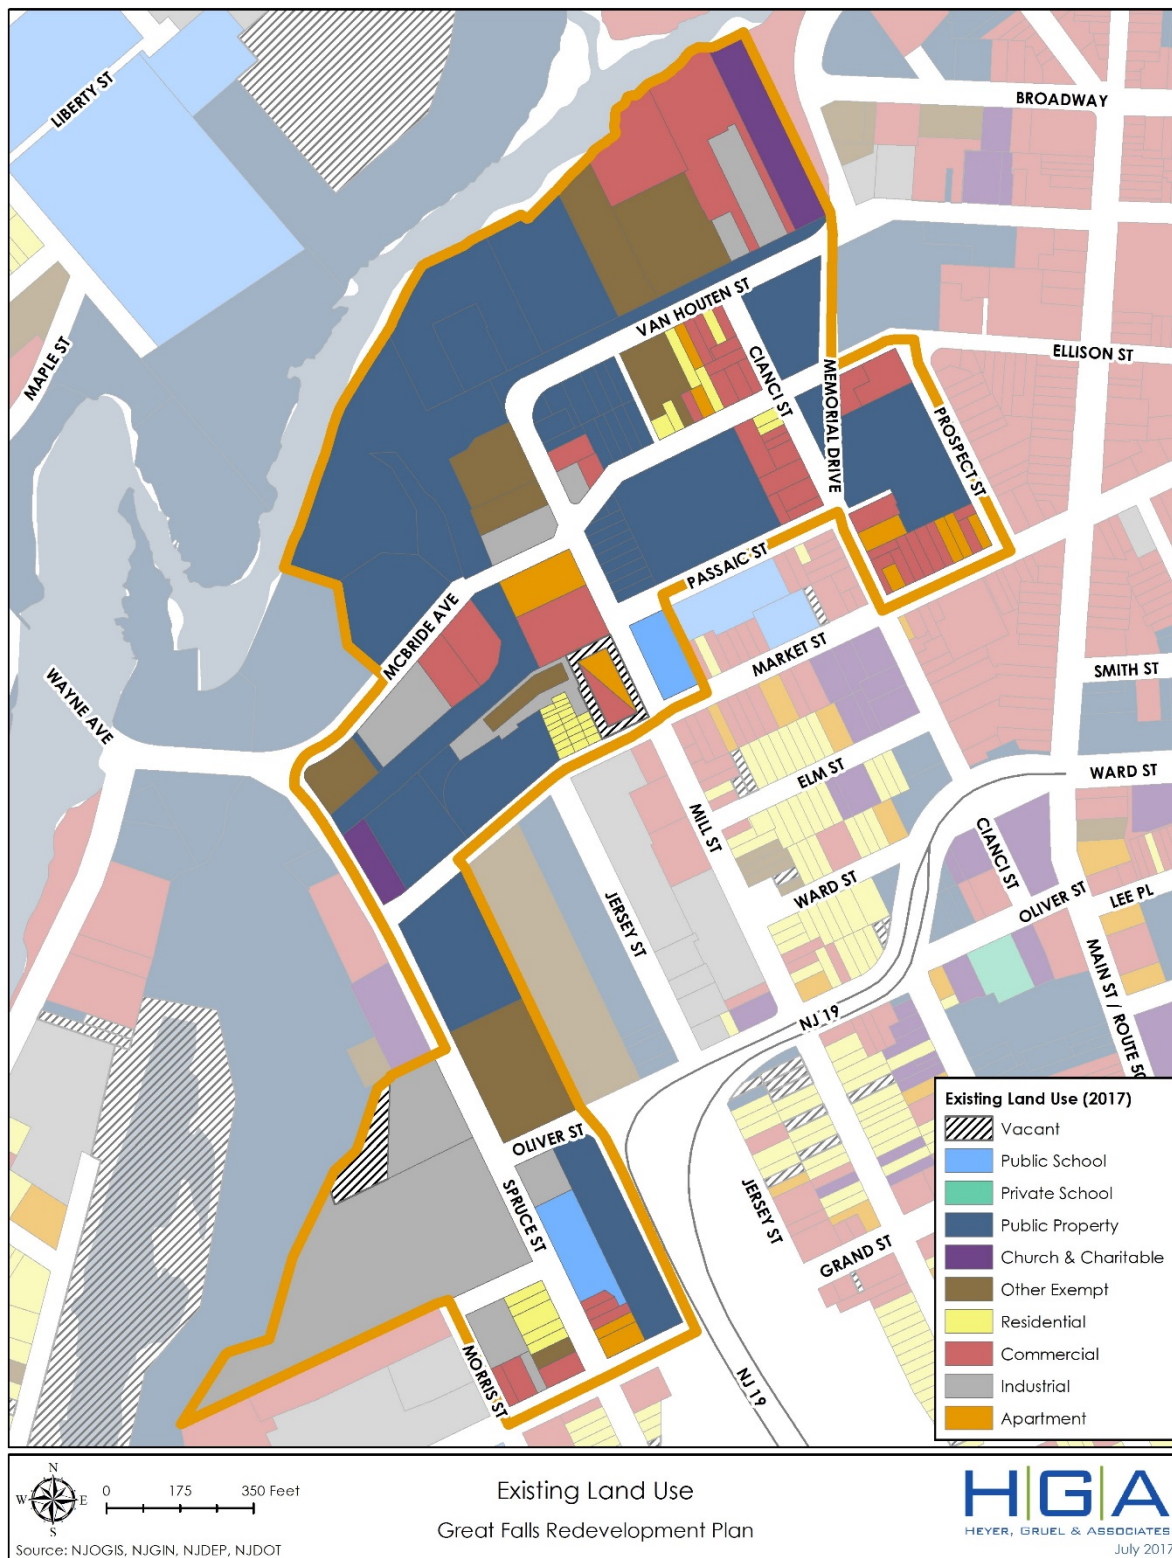 LIBERTY ST
BROADWAY
MAPLE ST
VAN HOUTEN ST
CIANCI ST
ELLISON ST
MEMORIAL DRIVE
PROSPECT ST
PASSAIC ST
MCBRIDE AVE
MARKET ST
WAYNE AVE
SMITH ST
ELM ST
WARD ST
MILL ST
CIANCI ST
WARD ST
OLIVER ST
LEE PL
JERSEY ST
MAIN ST / ROUTE 50
NJ 19
OLIVER ST
SPRUCE ST
JERSEY ST
GRAND ST
MORRIS ST
NJ 19
Existing Land Use (2017)
Vacant
Public School
Private School
Public Property
Church & Charitable
Other Exempt
Residential
Commercial
Industrial
Apartment
N
W E
S
0 175 350 Feet
Source: NJOGIS, NJGIN, NJDEP, NJDOT
Existing Land Use
Great Falls Redevelopment Plan
H|G|A
HEYER, GRUEL & ASSOCIATES
July 2017